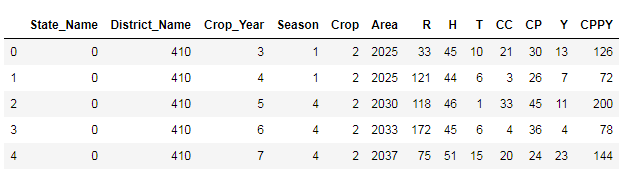 State_Name District_Name Crop_Year Season Crop Area R H T CC CP Y CPPY
0 0 410 3 1 2 2025 33 45 10 21 30 13 126
1 0 410 4 1 2 2025 121 44 6 3 26 7 72
2 0 410 5 4 2 2030 118 46 1 33 45 11 200
3 0 410 6 4 2 2033 172 45 6 4 36 4 78
4 0 410 7 4 2 2037 75 51 15 20 24 23 144